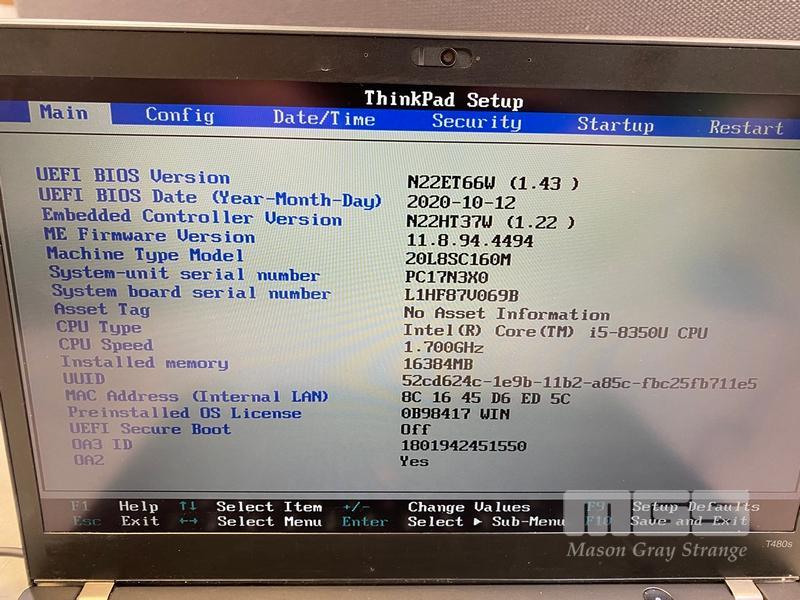 ThinkPad Setup
Main Config Date/Time Security Startup Restart
UEFI BIOS Version N22ET66W (1.43 )
UEFI BIOS Date (Year-Month-Day) 2020-10-12
Embedded Controller Version N22HT37W (1.22 )
ME Firmware Version 11.8.94.4494
Machine Type Model 20L8SC160M
System-unit serial number PC17N3X0
System board serial number L1HF87V069B
Asset Tag No Asset Information
CPU Type Intel(R) Core(TM) i5-8350U CPU
CPU Speed 1.700GHz
Installed memory 16384MB
UUID 52cd624c-1e9b-11b2-a85c-fbc25fb711e5
MAC Address (Internal LAN) 8C 16 45 D6 ED 5C
Preinstalled OS License 0B98417 WIN
UEFI Secure Boot Off
OA3 ID 1801942451550
OA2 Yes
F1 Help ↑↓ Select Item +/- Change Values F9 Setup Defaults
Esc Exit ←→ Select Menu Enter Select ▶ Sub-Menu F10 Save and Exit
MGS
Mason Gray Strange
T480s